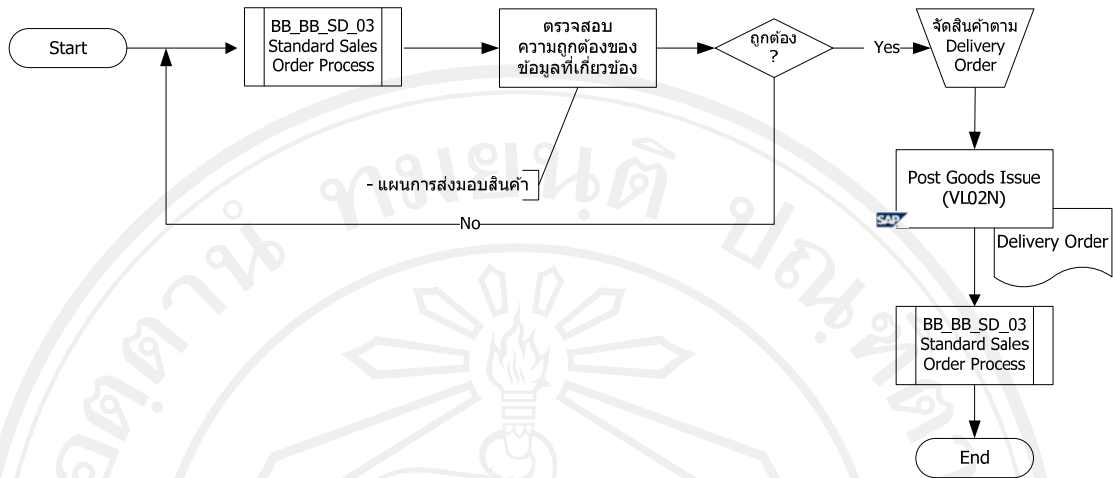 Start
BB_BB_SD_03
Standard Sales
Order Process
ตรวจสอบ
ความถูกต้องของ
ข้อมูลที่เกี่ยวข้อง
ถูกต้อง
?
Yes
จัดสินค้าตาม
Delivery
Order
- แผนการส่งมอบสินค้า
No
Post Goods Issue
(VL02N)
SAP
Delivery Order
BB_BB_SD_03
Standard Sales
Order Process
End